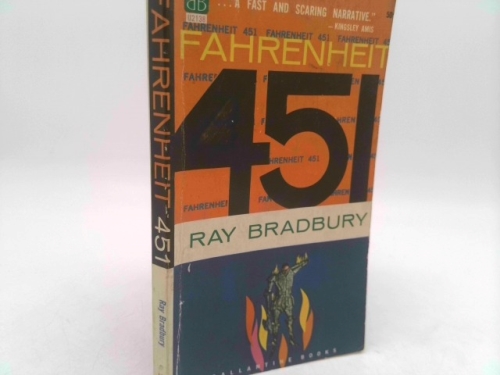 ...A FAST AND SCARING NARRATIVE."
—KINGSLEY AMIS
FAHRENHEIT 451 FAHRENHEIT 451 FAHRENHEIT 451
FAHRENHEIT
451
FAHRENHEIT 451
FAHRENHEIT
RAY BRADBURY
BALLANTINE BOOKS
FAHRENHEIT 451
Ray Bradbury